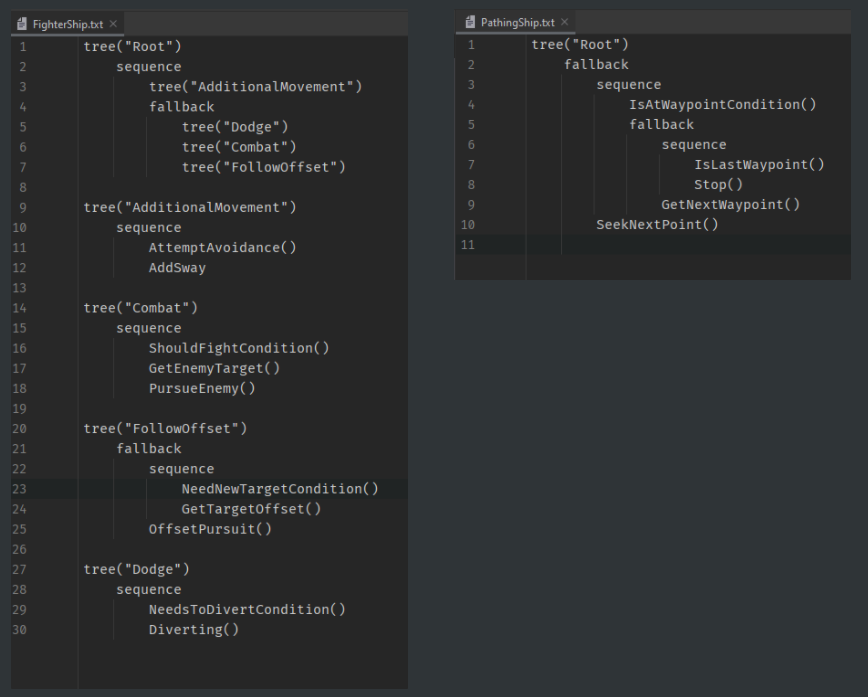 FighterShip.txt ×
1 tree("Root")
2 sequence
3 tree("AdditionalMovement")
4 fallback
5 tree("Dodge")
6 tree("Combat")
7 tree("FollowOffset")
8
9 tree("AdditionalMovement")
10 sequence
11 AttemptAvoidance()
12 AddSway
13
14 tree("Combat")
15 sequence
16 ShouldFightCondition()
17 GetEnemyTarget()
18 PursueEnemy()
19
20 tree("FollowOffset")
21 fallback
22 sequence
23 NeedNewTargetCondition()
24 GetTargetOffset()
25 OffsetPursuit()
26
27 tree("Dodge")
28 sequence
29 NeedsToDivertCondition()
30 Diverting()
PathingShip.txt ×
1 tree("Root")
2 fallback
3 sequence
4 IsAtWaypointCondition()
5 fallback
6 sequence
7 IsLastWaypoint()
8 Stop()
9 GetNextWaypoint()
10 SeekNextPoint()
11